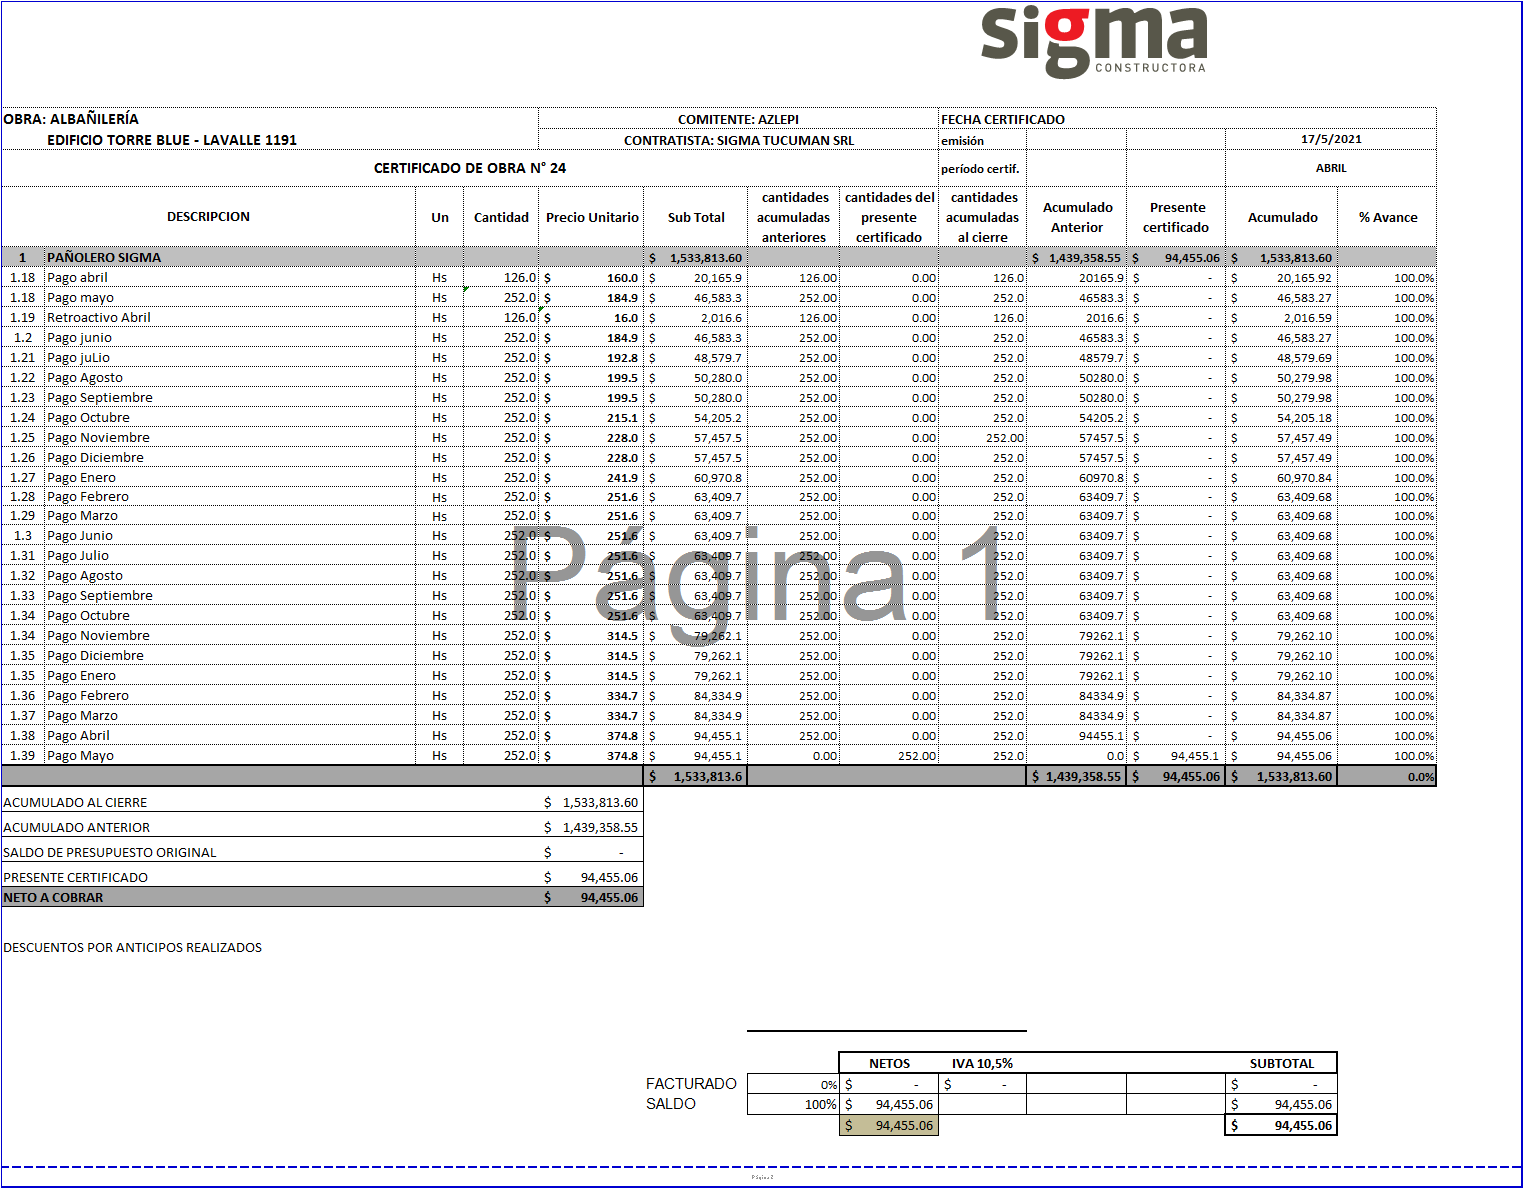 sigma
CONSTRUCTORA
OBRA: ALBAÑILERÍA COMITENTE: AZLEPI FECHA CERTIFICADO
EDIFICIO TORRE BLUE - LAVALLE 1191 CONTRATISTA: SIGMA TUCUMAN SRL emisión 17/5/2021
CERTIFICADO DE OBRA N° 24 período certif. ABRIL
DESCRIPCION Un Cantidad Precio Unitario Sub Total cantidades acumuladas anteriores cantidades del presente certificado cantidades acumuladas al cierre Acumulado Anterior Presente certificado Acumulado % Avance
1 PAÑOLERO SIGMA $ 1,533,813.60 $ 1,439,358.55 $ 94,455.06 $ 1,533,813.60
1.18 Pago abril Hs 126.0 $ 160.0 $ 20,165.9 126.00 0.00 126.0 20165.9 $ - $ 20,165.92 100.0%
1.18 Pago mayo Hs 252.0 $ 184.9 $ 46,583.3 252.00 0.00 252.0 46583.3 $ - $ 46,583.27 100.0%
1.19 Retroactivo Abril Hs 126.0 $ 16.0 $ 2,016.6 126.00 0.00 126.0 2016.6 $ - $ 2,016.59 100.0%
1.2 Pago junio Hs 252.0 $ 184.9 $ 46,583.3 252.00 0.00 252.0 46583.3 $ - $ 46,583.27 100.0%
1.21 Pago juLio Hs 252.0 $ 192.8 $ 48,579.7 252.00 0.00 252.0 48579.7 $ - $ 48,579.69 100.0%
1.22 Pago Agosto Hs 252.0 $ 199.5 $ 50,280.0 252.00 0.00 252.0 50280.0 $ - $ 50,279.98 100.0%
1.23 Pago Septiembre Hs 252.0 $ 199.5 $ 50,280.0 252.00 0.00 252.0 50280.0 $ - $ 50,279.98 100.0%
1.24 Pago Octubre Hs 252.0 $ 215.1 $ 54,205.2 252.00 0.00 252.0 54205.2 $ - $ 54,205.18 100.0%
1.25 Pago Noviembre Hs 252.0 $ 228.0 $ 57,457.5 252.00 0.00 252.00 57457.5 $ - $ 57,457.49 100.0%
1.26 Pago Diciembre Hs 252.0 $ 228.0 $ 57,457.5 252.00 0.00 252.0 57457.5 $ - $ 57,457.49 100.0%
1.27 Pago Enero Hs 252.0 $ 241.9 $ 60,970.8 252.00 0.00 252.0 60970.8 $ - $ 60,970.84 100.0%
1.28 Pago Febrero Hs 252.0 $ 251.6 $ 63,409.7 252.00 0.00 252.0 63409.7 $ - $ 63,409.68 100.0%
1.29 Pago Marzo Hs 252.0 $ 251.6 $ 63,409.7 252.00 0.00 252.0 63409.7 $ - $ 63,409.68 100.0%
1.3 Pago Junio Hs 252.0 $ 251.6 $ 63,409.7 252.00 0.00 252.0 63409.7 $ - $ 63,409.68 100.0%
1.31 Pago Julio Hs 252.0 $ 251.6 $ 63,409.7 252.00 0.00 252.0 63409.7 $ - $ 63,409.68 100.0%
1.32 Pago Agosto Hs 252.0 $ 251.6 $ 63,409.7 252.00 0.00 252.0 63409.7 $ - $ 63,409.68 100.0%
1.33 Pago Septiembre Hs 252.0 $ 251.6 $ 63,409.7 252.00 0.00 252.0 63409.7 $ - $ 63,409.68 100.0%
1.34 Pago Octubre Hs 252.0 $ 251.6 $ 63,409.7 252.00 0.00 252.0 63409.7 $ - $ 63,409.68 100.0%
1.34 Pago Noviembre Hs 252.0 $ 314.5 $ 79,262.1 252.00 0.00 252.0 79262.1 $ - $ 79,262.10 100.0%
1.35 Pago Diciembre Hs 252.0 $ 314.5 $ 79,262.1 252.00 0.00 252.0 79262.1 $ - $ 79,262.10 100.0%
1.35 Pago Enero Hs 252.0 $ 314.5 $ 79,262.1 252.00 0.00 252.0 79262.1 $ - $ 79,262.10 100.0%
1.36 Pago Febrero Hs 252.0 $ 334.7 $ 84,334.9 252.00 0.00 252.0 84334.9 $ - $ 84,334.87 100.0%
1.37 Pago Marzo Hs 252.0 $ 334.7 $ 84,334.9 252.00 0.00 252.0 84334.9 $ - $ 84,334.87 100.0%
1.38 Pago Abril Hs 252.0 $ 374.8 $ 94,455.1 252.00 0.00 252.0 94455.1 $ - $ 94,455.06 100.0%
1.39 Pago Mayo Hs 252.0 $ 374.8 $ 94,455.1 0.00 252.00 252.0 0.0 $ 94,455.1 $ 94,455.06 100.0%
$ 1,533,813.6 $ 1,439,358.55 $ 94,455.06 $ 1,533,813.60 0.0%
Página 1
ACUMULADO AL CIERRE $ 1,533,813.60
ACUMULADO ANTERIOR $ 1,439,358.55
SALDO DE PRESUPUESTO ORIGINAL $ -
PRESENTE CERTIFICADO $ 94,455.06
NETO A COBRAR $ 94,455.06
DESCUENTOS POR ANTICIPOS REALIZADOS
NETOS IVA 10,5% SUBTOTAL
FACTURADO 0% $ - $ - $ -
SALDO 100% $ 94,455.06 $ 94,455.06
$ 94,455.06 $ 94,455.06
Página 2